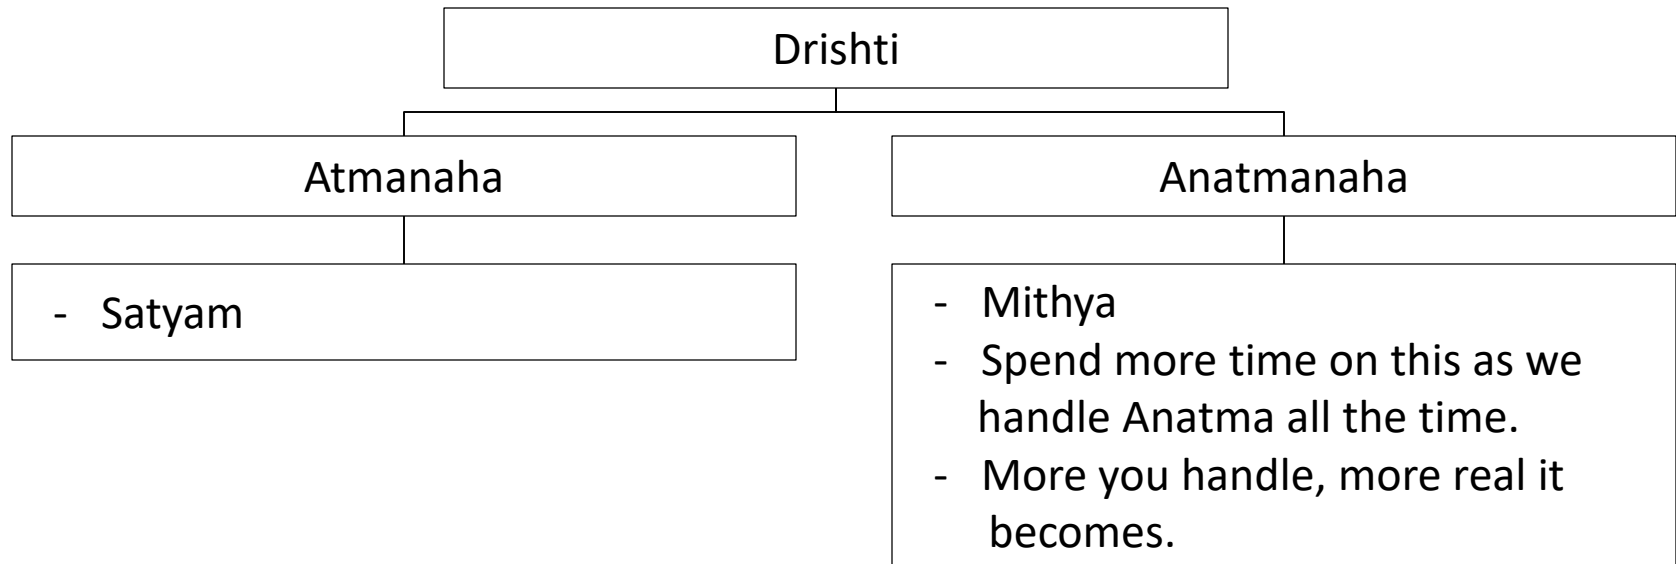 Drishti
Atmanaha
Anatmanaha
- Satyam
- Mithya
- Spend more time on this as we
handle Anatma all the time.
- More you handle, more real it
becomes.